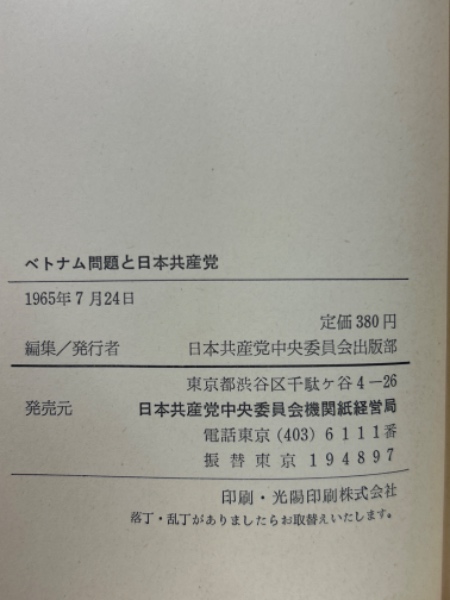 ベトナム問題と日本共産党
1965年7月24日
定価380円
編集／発行者 日本共産党中央委員会出版部
東京都渋谷区千駄ケ谷4―26
発売元 日本共産党中央委員会機関紙経営局
電話東京(403)6111番
振替東京194897
印刷・光陽印刷株式会社
落丁・乱丁がありましたらお取替えいたします。